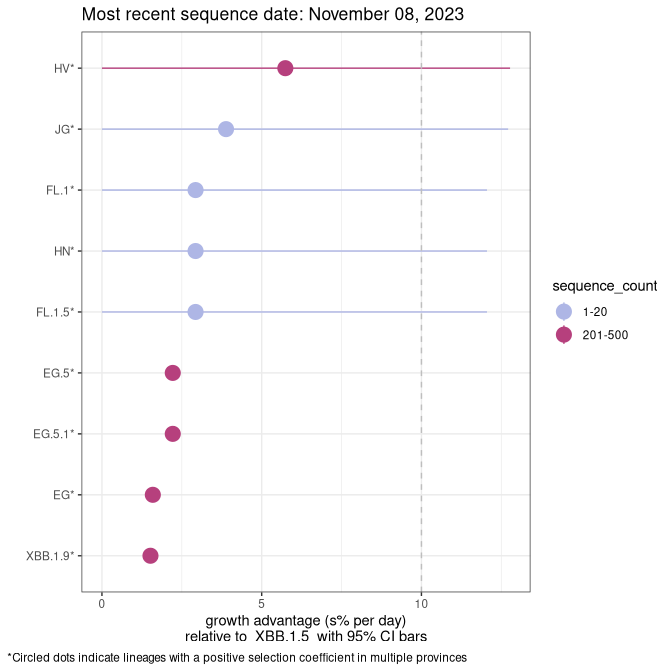 Most recent sequence date: November 08, 2023
HV*
JG*
FL.1*
HN*
FL.1.5*
EG.5*
EG.5.1*
EG*
XBB.1.9*
0 5 10
growth advantage (s% per day)
relative to  XBB.1.5  with 95% CI bars
sequence_count
1-20
201-500
*Circled dots indicate lineages with a positive selection coefficient in multiple provinces